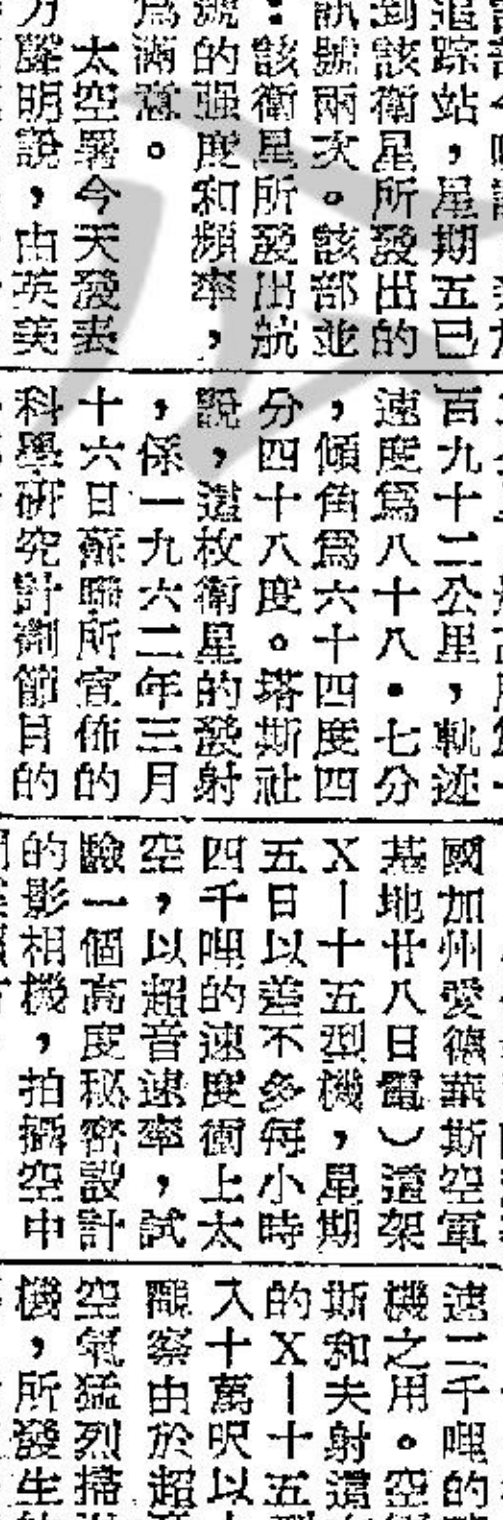 追踪站，星期五已
到該衛星所發出的
訊號兩次。該部並
：該衛星所發出航
號的强度和頻率，
爲滿意。
太空署今天發表
聲明說，由英美
百九十二公里，軌迹
速度爲八十八·七分
，傾角爲六十四度四
分四十八度。塔斯社
說，這枚衛星的發射
，係一九六二年三月
十六日蘇聯所宣佈的
科學研究計劃節目的
國加州愛德華斯空軍
基地廿八日電）這架
X—十五型機，星期
五日以差不多每小時
四千哩的速度衝上太
空，以超音速率，試
驗一個高度秘密設計
的影相機，拍攝空中
速二千哩的
機之用。空
斯和夫射這
的X—十五
入十萬呎以
觀察由於超
空氣猛烈掃
機，所發生